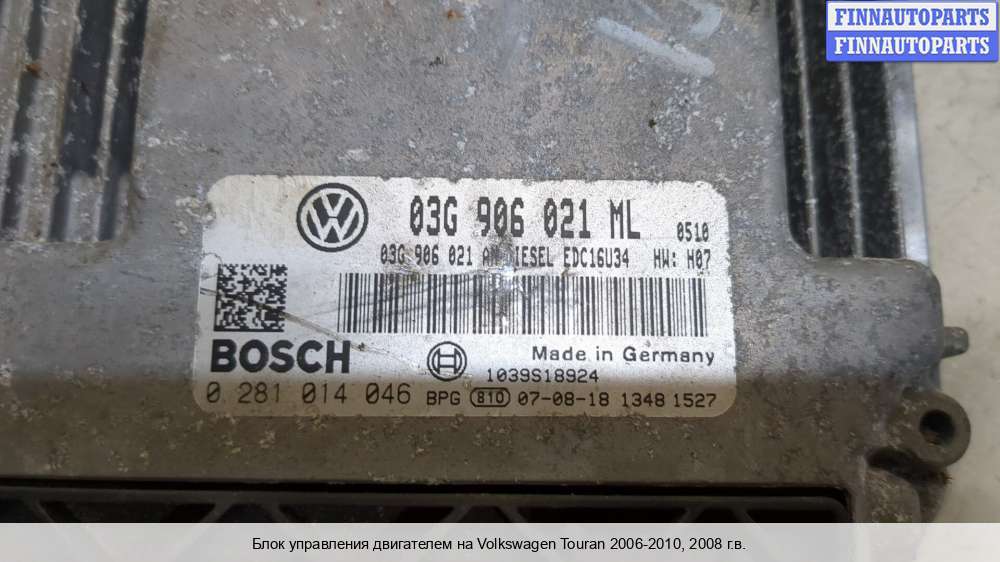 FINNAUTOPARTS
FINNAUTOPARTS
03G 906 021 ML 0510
03G 906 021 DIESEL EDC16U34 HW: H07
BOSCH
Made in Germany
1039S18924
0 281 014 046 BPG 810 07-08-18 1348 1527
Блок управления двигателем на Volkswagen Touran 2006-2010, 2008 г.в.